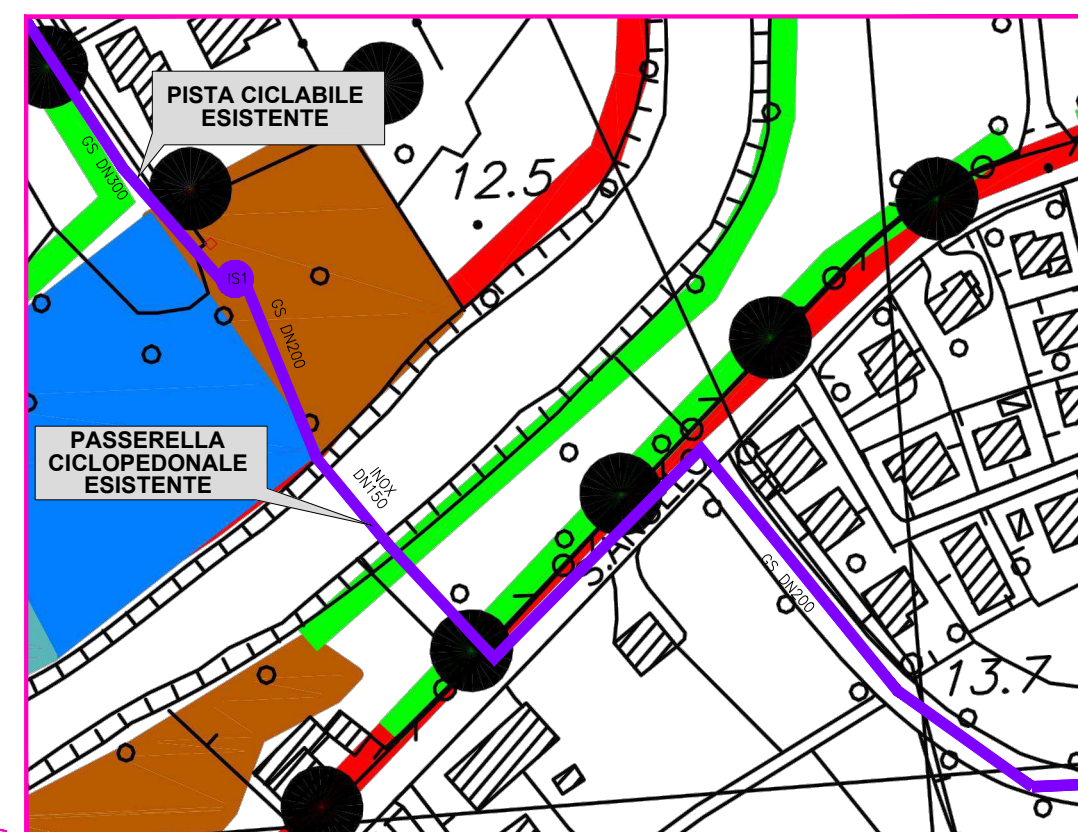 PISTA CICLABILE
ESISTENTE
GS DN300
12.5
IS1
GS DN200
PASSERELLA
CICLOPEDONALE
ESISTENTE
INOX
DN150
GS DN200
13.7